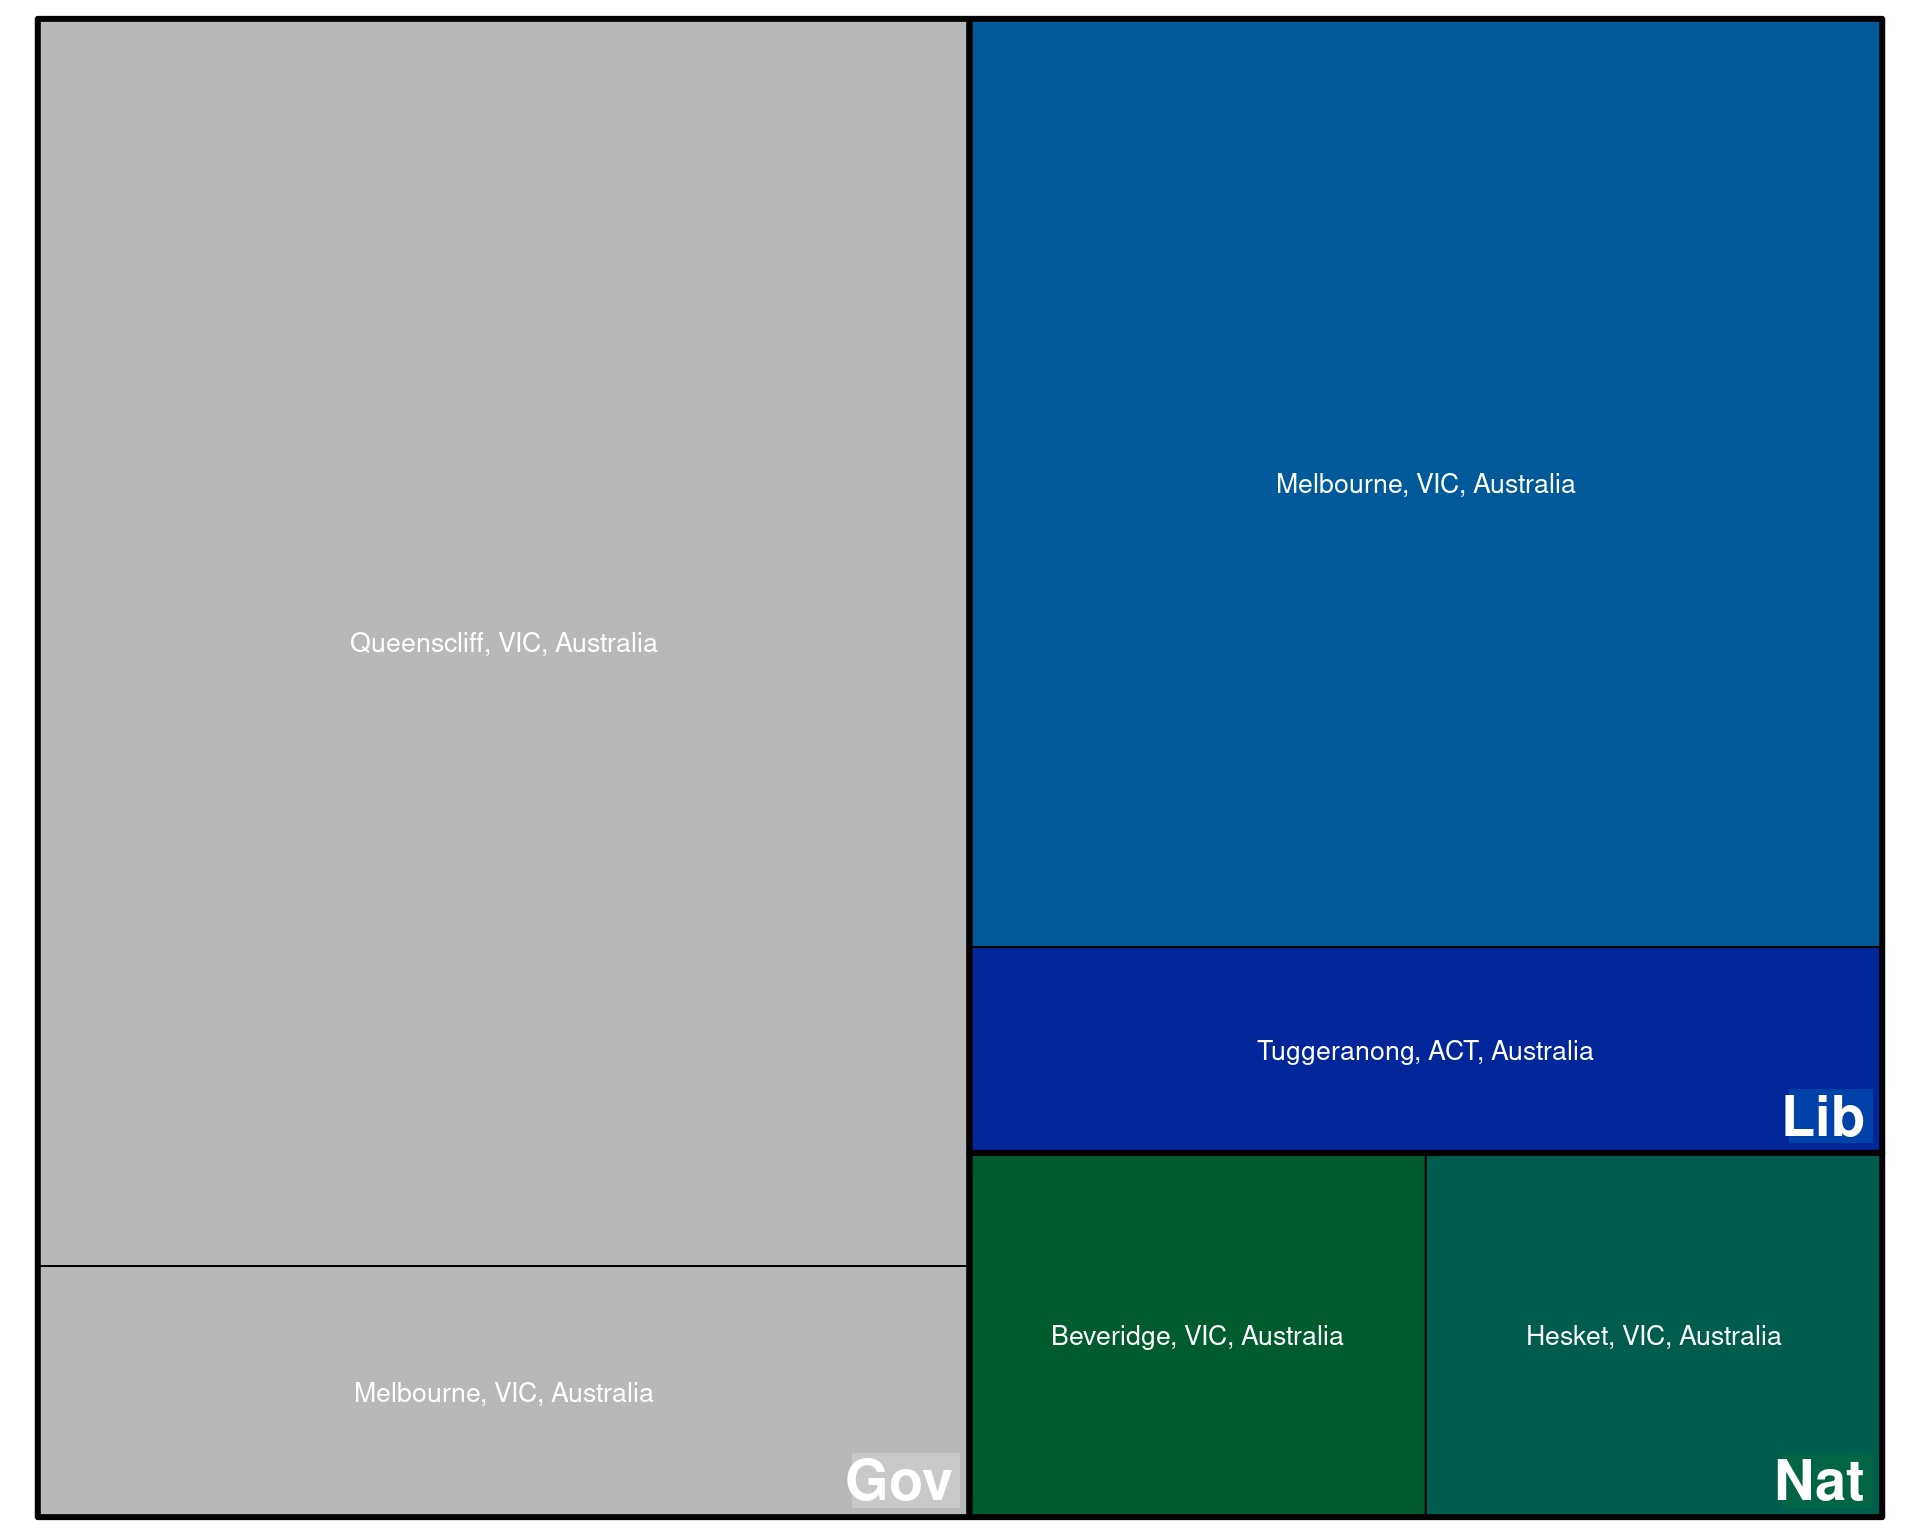 Queenscliff, VIC, Australia
Melbourne, VIC, Australia
Gov
Melbourne, VIC, Australia
Tuggeranong, ACT, Australia
Lib
Beveridge, VIC, Australia
Hesket, VIC, Australia
Nat